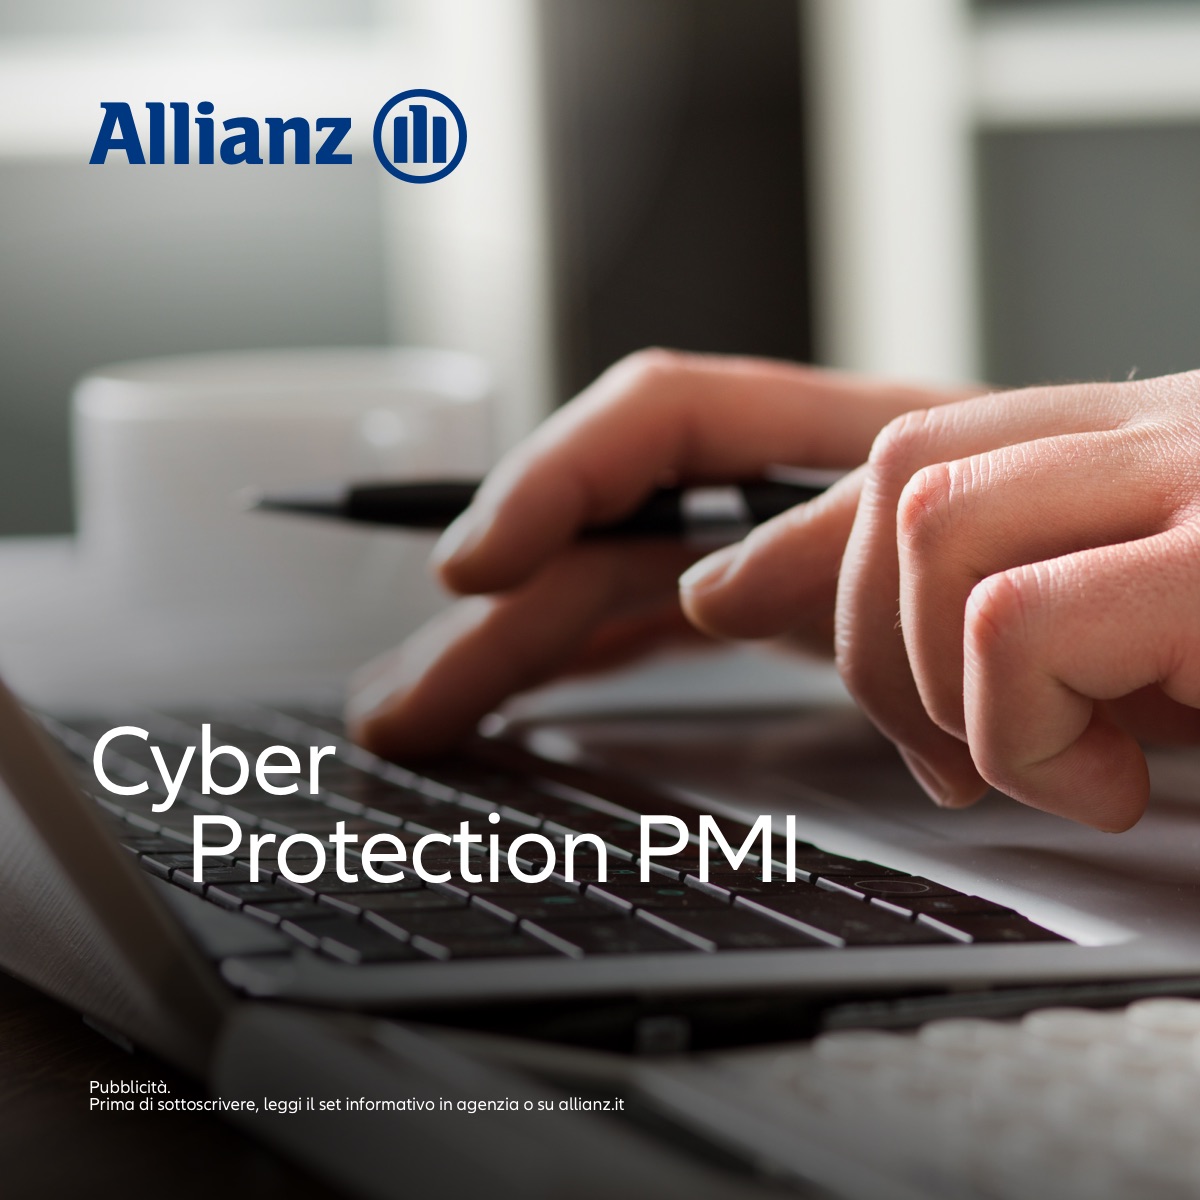 Allianz
Cyber
Protection PMI
Pubblicità.
Prima di sottoscrivere, leggi il set informativo in agenzia o su allianz.it